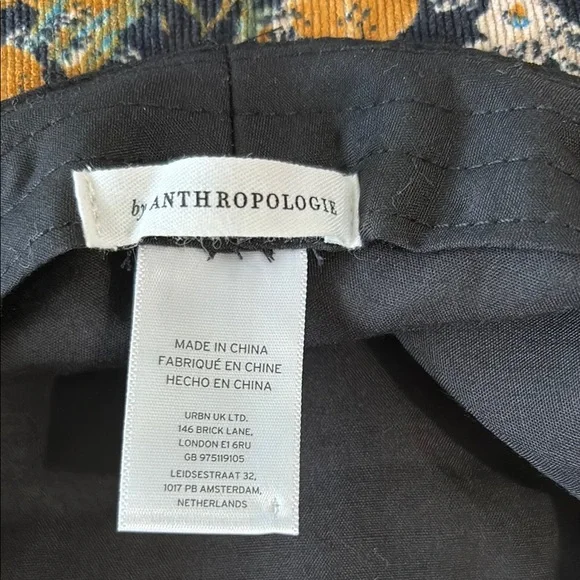 by ANTHROPOLOGIE
MADE IN CHINA
FABRIQUÉ EN CHINE
HECHO EN CHINA
URBN UK LTD.
146 BRICK LANE,
LONDON E1 6RU
GB 975119105
LEIDSESTRAAT 32,
1017 PB AMSTERDAM,
NETHERLANDS